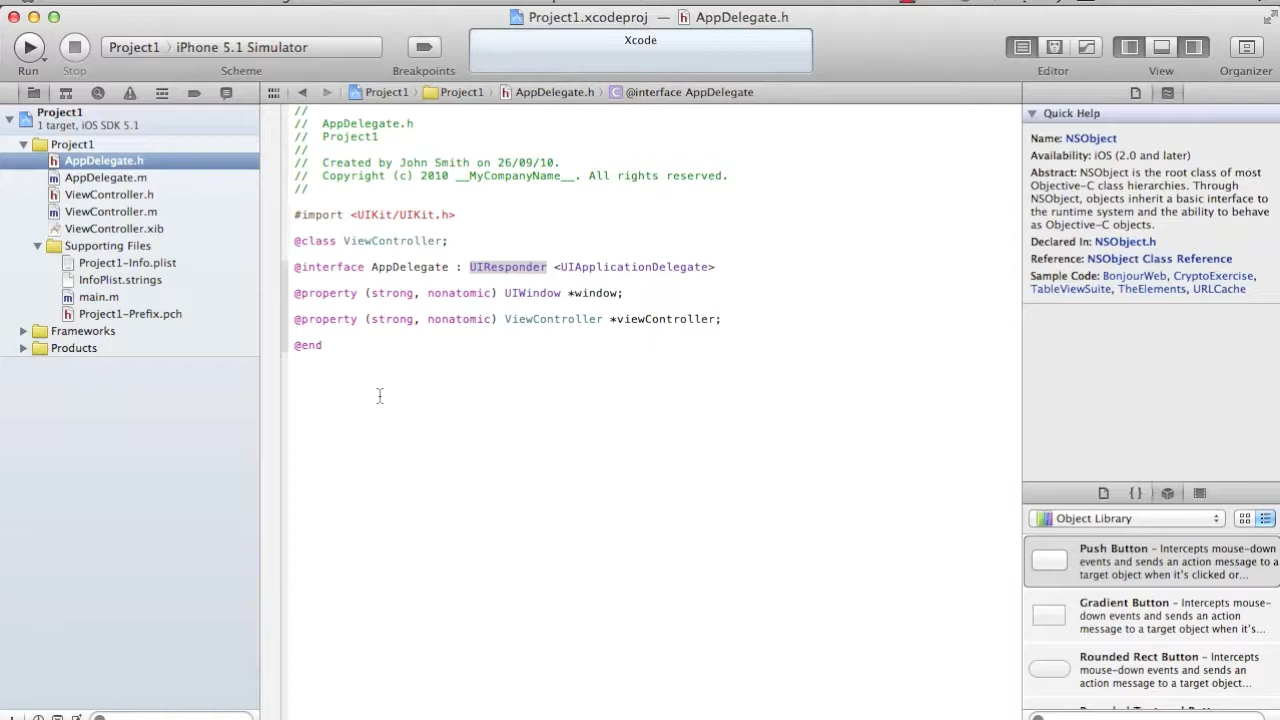 Project1.xcodeproj — AppDelegate.h
Project1 > iPhone 5.1 Simulator
Xcode
Run Stop Scheme Breakpoints Editor View Organizer
Project1 Project1 AppDelegate.h @interface AppDelegate
Project1
1 target, iOS SDK 5.1
Project1
AppDelegate.h
AppDelegate.m
ViewController.h
ViewController.m
ViewController.xib
Supporting Files
Project1-Info.plist
InfoPlist.strings
main.m
Project1-Prefix.pch
Frameworks
Products
//
// AppDelegate.h
// Project1
//
// Created by John Smith on 26/09/10.
// Copyright (c) 2010 __MyCompanyName__. All rights reserved.
//
#import <UIKit/UIKit.h>
@class ViewController;
@interface AppDelegate : UIResponder <UIApplicationDelegate>
@property (strong, nonatomic) UIWindow *window;
@property (strong, nonatomic) ViewController *viewController;
@end
Quick Help
Name: NSObject
Availability: iOS (2.0 and later)
Abstract: NSObject is the root class of most
Objective-C class hierarchies. Through
NSObject, objects inherit a basic interface to
the runtime system and the ability to behave
as Objective-C objects.
Declared In: NSObject.h
Reference: NSObject Class Reference
Sample Code: BonjourWeb, CryptoExercise,
TableViewSuite, TheElements, URLCache
Object Library
Push Button – Intercepts mouse-down
events and sends an action message to a
target object when it's clicked or...
Gradient Button – Intercepts mouse-
down events and sends an action
message to a target object when it's...
Rounded Rect Button – Intercepts
mouse-down events and sends an
action message to a target object...